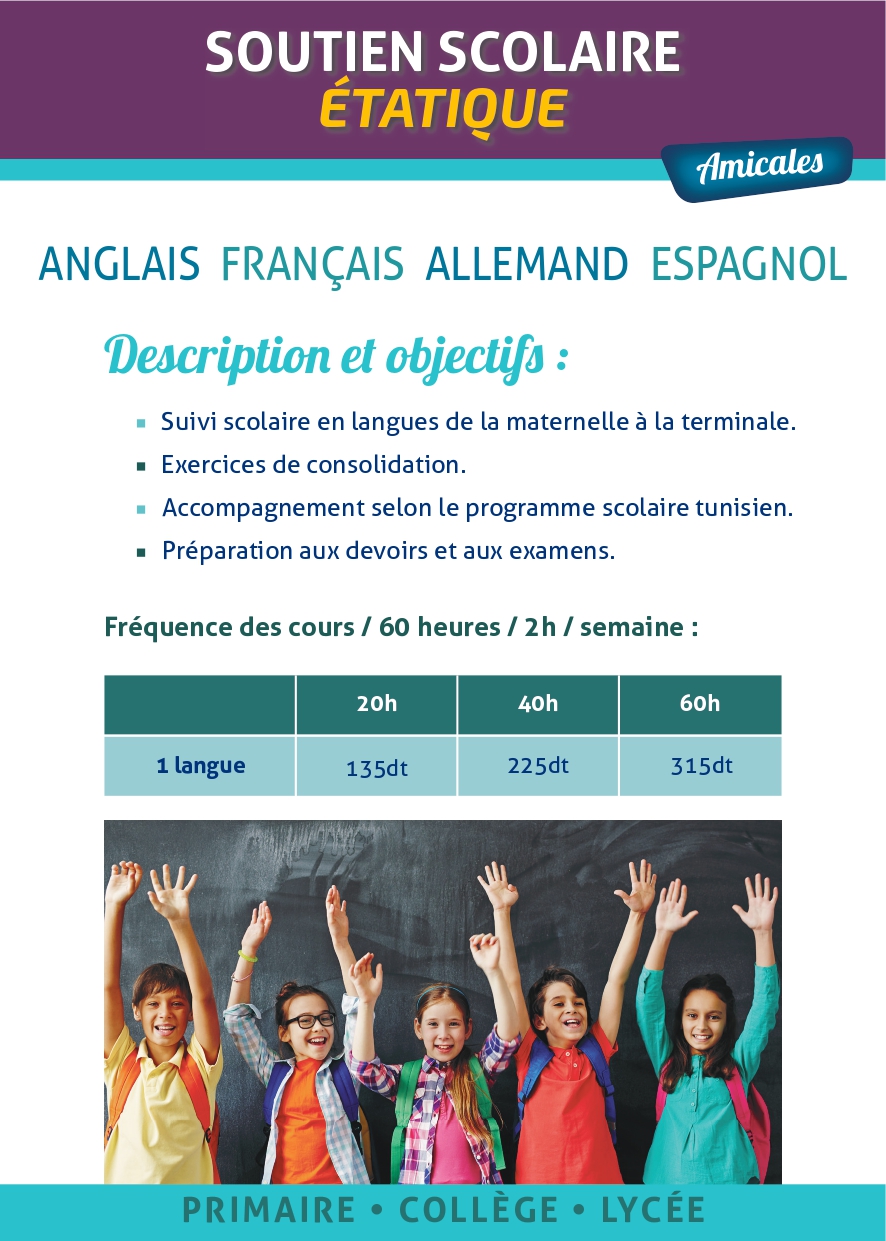 SOUTIEN SCOLAIRE
ÉTATIQUE
Amicales
ANGLAIS FRANÇAIS ALLEMAND ESPAGNOL
Description et objectifs :
Suivi scolaire en langues de la maternelle à la terminale.
Exercices de consolidation.
Accompagnement selon le programme scolaire tunisien.
Préparation aux devoirs et aux examens.
Fréquence des cours / 60 heures / 2h / semaine :
20h 40h 60h
1 langue 135dt 225dt 315dt
PRIMAIRE • COLLÈGE • LYCÉE